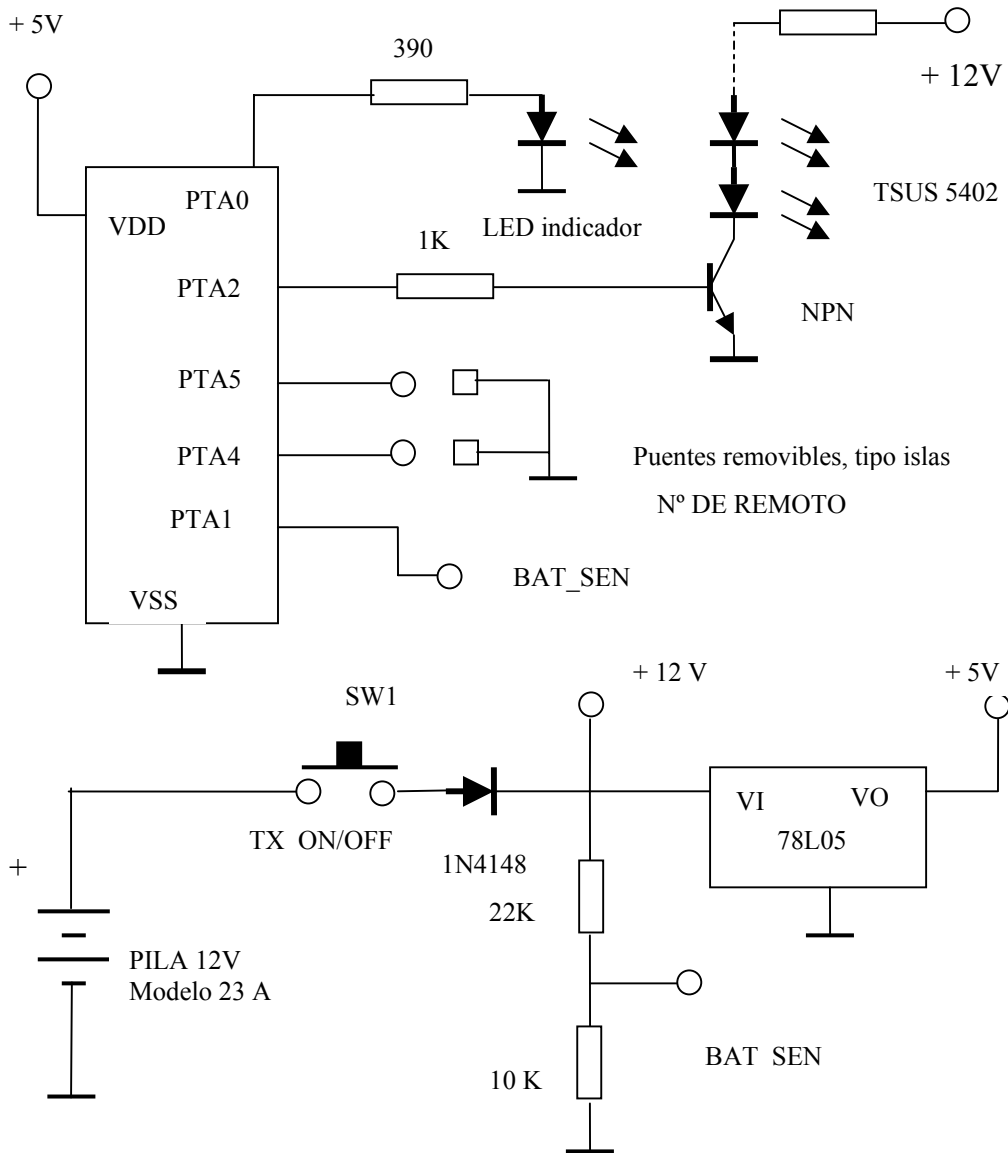 + 5V
390
+ 12V
PTA0
VDD
TSUS 5402
LED indicador
1K
PTA2
NPN
PTA5
PTA4
Puentes removibles, tipo islas
Nº DE REMOTO
PTA1
BAT_SEN
VSS
+ 12 V
+ 5V
SW1
VI
VO
TX ON/OFF
78L05
+
1N4148
22K
PILA 12V
Modelo 23 A
BAT SEN
10 K